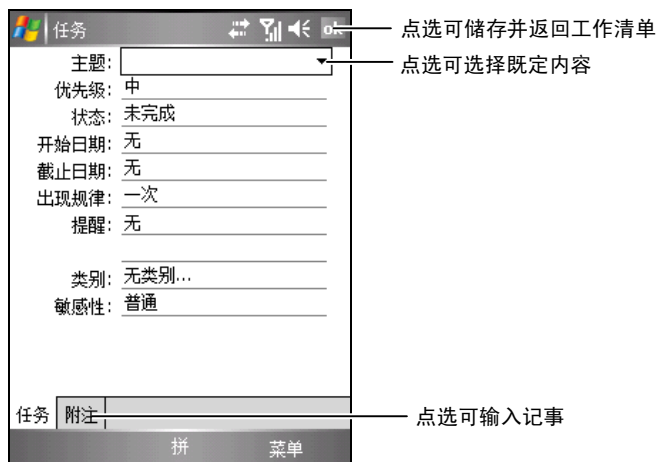 任务 ok
点选可储存并返回工作清单
主题:
点选可选择既定内容
优先级: 中
状态: 未完成
开始日期: 无
截止日期: 无
出现规律: 一次
提醒: 无
类别: 无类别...
敏感性: 普通
任务 附注
点选可输入记事
拼 菜单